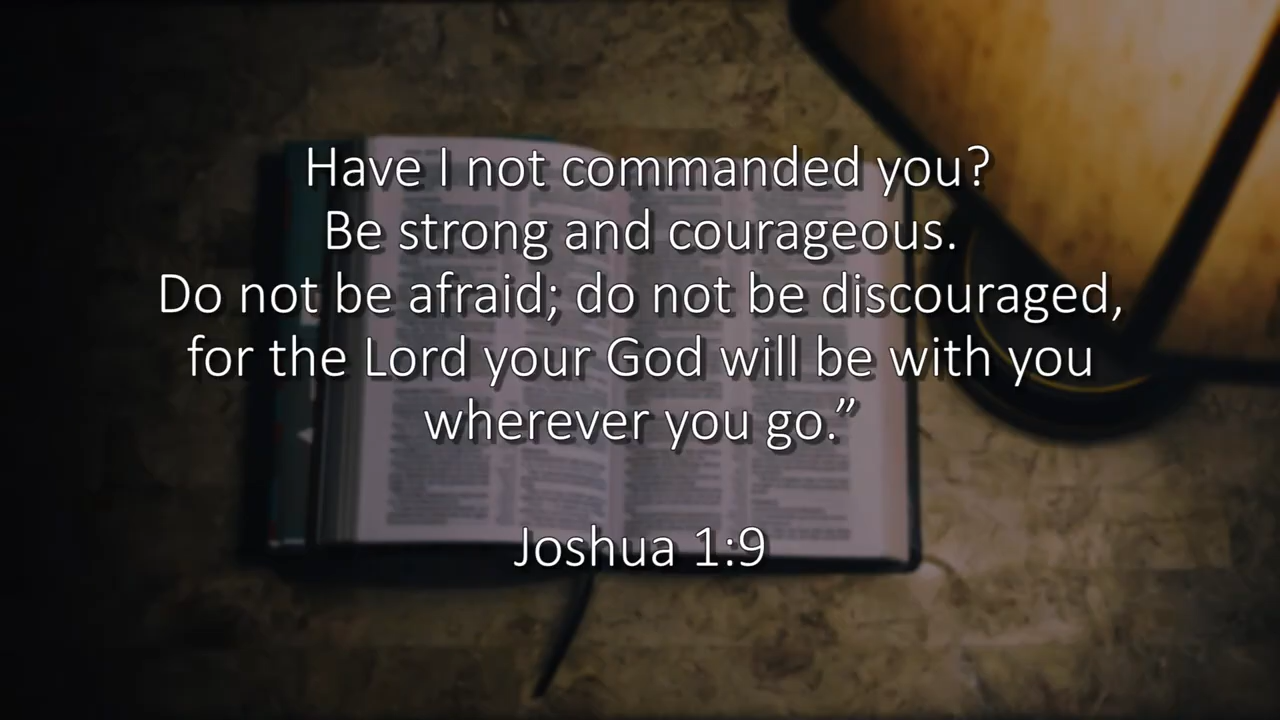 Have I not commanded you?
Be strong and courageous.
Do not be afraid; do not be discouraged,
for the Lord your God will be with you
wherever you go.”
Joshua 1:9